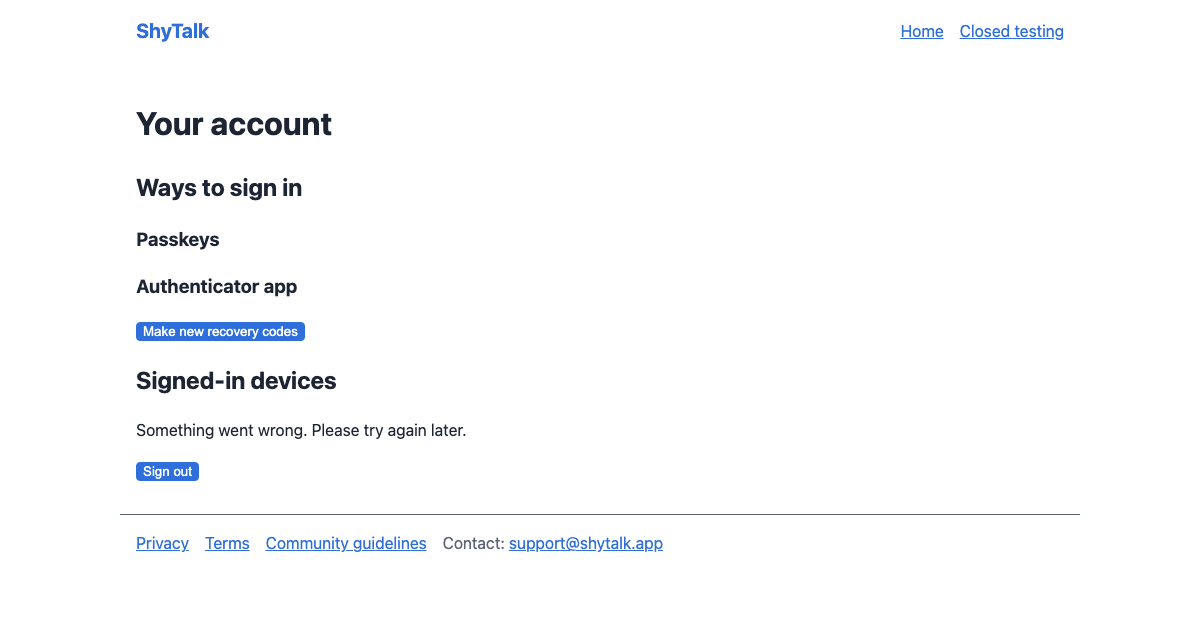 ShyTalk
Home Closed testing
Your account
Ways to sign in
Passkeys
Authenticator app
Make new recovery codes
Signed-in devices
Something went wrong. Please try again later.
Sign out
Privacy Terms Community guidelines Contact: support@shytalk.app